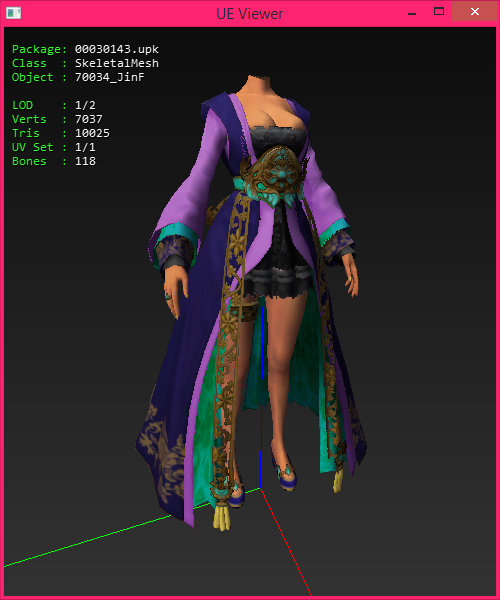 UE Viewer
Package: 00030143.upk
Class : SkeletalMesh
Object : 70034_JinF
LOD : 1/2
Verts : 7037
Tris : 10025
UV Set : 1/1
Bones : 118